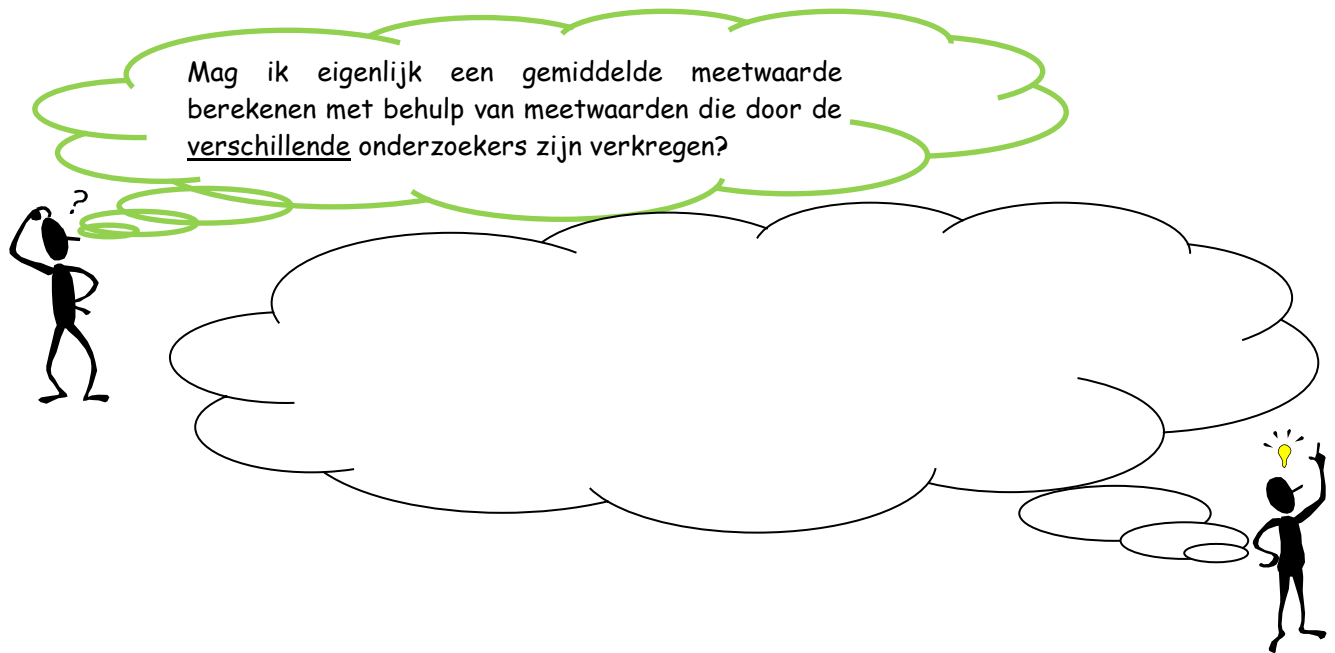 Mag ik eigenlijk een gemiddelde meetwaarde
berekenen met behulp van meetwaarden die door de
verschillende onderzoekers zijn verkregen?
?